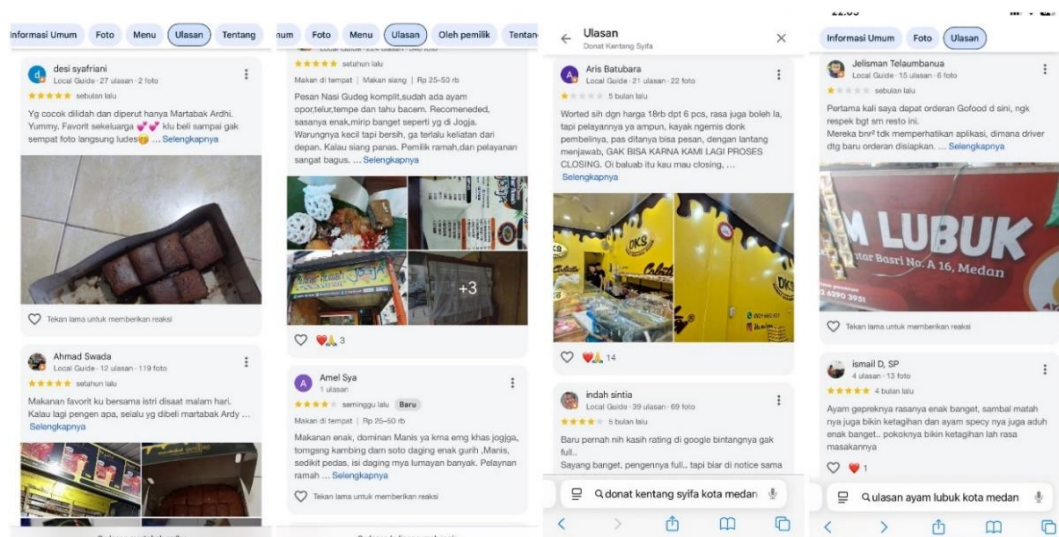 Informasi Umum Foto Menu Ulasan Tentang
desi syafriani
Local Guide · 27 ulasan · 2 foto
sebulan lalu
Yg cocok dilidah dan diperut hanya Martabak Ardhi.
Yummy. Favorit sekeluarga 💕💕 klu beli sampai gak
sempat foto langsung ludes🤗 ... Selengkapnya
Tekan lama untuk memberikan reaksi
Ahmad Swada
Local Guide · 12 ulasan · 119 foto
setahun lalu
Makanan favorit ku bersama istri disaat malam hari.
Kalau lagi pengen apa, selalu yg dibeli martabak Ardy ...
Selengkapnya
Foto Menu Ulasan Oleh pemilik Tentan
setahun lalu
Makan di tempat | Makan siang | Rp 25–50 rb
Pesan Nasi Gudeg komplit,sudah ada ayam
opor,telur,tempe dan tahu bacem. Recomeneded,
sasanya enak,mirip banget seperti yg di Jogja.
Warungnya kecil tapi bersih, ga terlalu keliatan dari
depan. Kalau siang panas. Pemilik ramah,dan pelayanan
sangat bagus. ... Selengkapnya
+3
❤️🙏 3
Amel Sya
1 ulasan
seminggu lalu Baru
Makan di tempat | Rp 25–50 rb
Makanan enak, dominan Manis ya krna emg khas jogjga,
tomgsng kambing dam soto daging enak gurih ,Manis,
sedikit pedas, isi daging mya lumayan banyak. Pelaynan
ramah ... Selengkapnya
Tekan lama untuk memberikan reaksi
Ulasan
Donat Kentang Syifa
Aris Batubara
Local Guide · 21 ulasan · 22 foto
5 bulan lalu
Worted sih dgn harga 18rb dpt 6 pcs, rasa juga boleh la,
tapi pelayannya ya ampun, kayak ngemis donk
pembelinya, pas ditanya bisa pesan, dengan lantang
menjawab, GAK BISA KARNA KAMI LAGI PROSES
CLOSING. Oi baluab itu kau mau closing, ...
Selengkapnya
DKS
DKS
❤️🙏 14
indah sintia
Local Guide · 39 ulasan · 69 foto
5 bulan lalu
Baru pernah nih kasih rating di google bintangnya gak
full..
Sayang banget, pengennya full.. tapi biar di notice sama
donat kentang syifa kota medan
Informasi Umum Foto Ulasan
Jelisman Telaumbanua
Local Guide · 15 ulasan · 6 foto
sebulan lalu
Pertama kali saya dapat orderan Gofood d sini, ngk
respek bgt sm resto ini.
Mereka bnr² tdk memperhatikan aplikasi, dimana driver
dtg baru orderan disiapkan. ... Selengkapnya
M LUBUK
Basri No. A 16, Medan
Tekan lama untuk memberikan reaksi
ismail D, SP
4 ulasan · 13 foto
4 bulan lalu
Ayam gepreknya rasanya enak banget, sambal matah
nya juga bikin ketagihan dan ayam specy nya juga aduh
enak banget.. pokoknya bikin ketagihan lah rasa
masakannya
❤️ 1
ulasan ayam lubuk kota medan